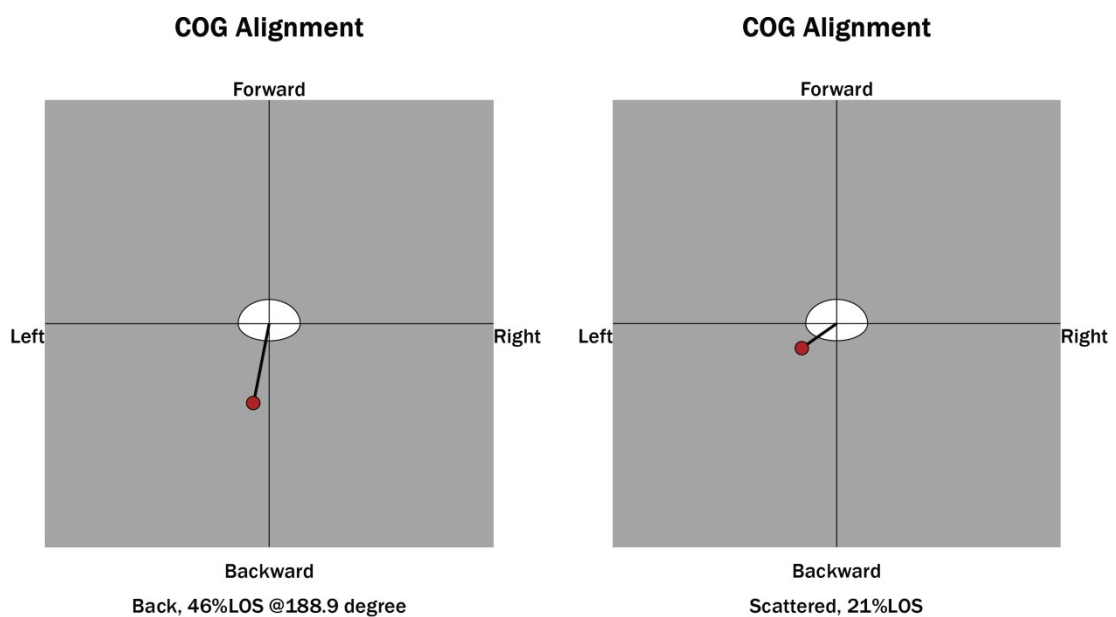 COG Alignment
Forward
Left
Right
Backward
Back, 46%LOS @188.9 degree
COG Alignment
Forward
Left
Right
Backward
Scattered, 21%LOS